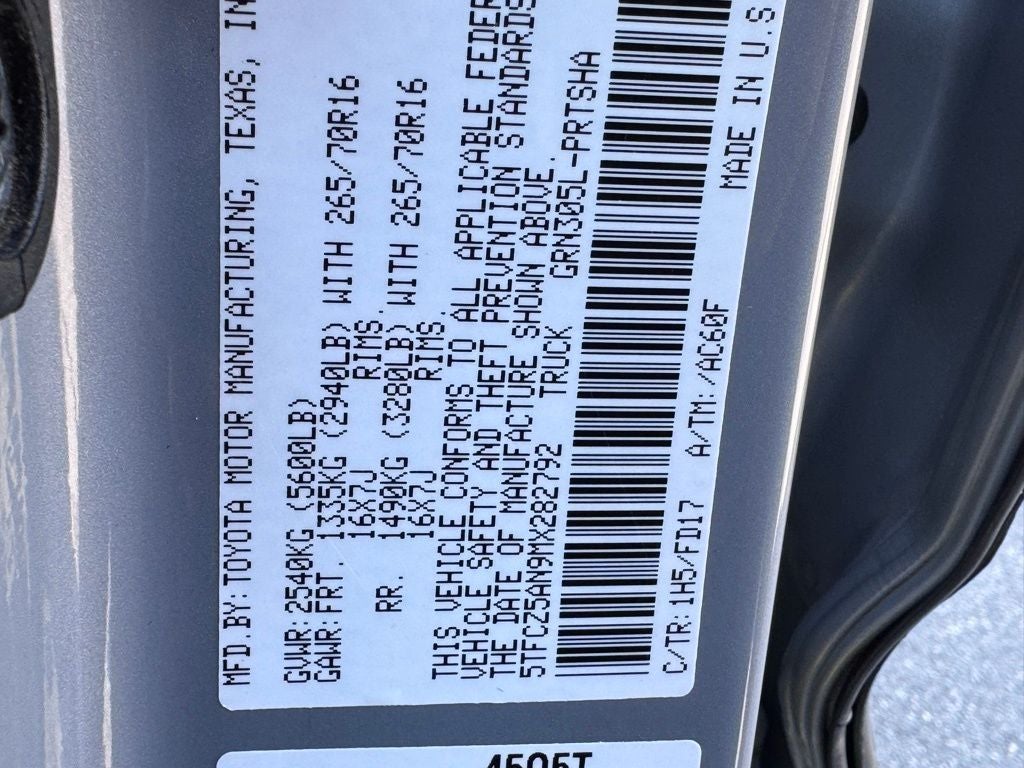 MFD.BY:TOYOTA MOTOR MANUFACTURING, TEXAS, IN
GVWR:2540KG (5600LB)
GAWR:FRT. 1335KG (2940LB) WITH 265/70R16
16X7J RIMS.
RR. 1490KG (3280LB) WITH 265/70R16
16X7J RIMS.
THIS VEHICLE CONFORMS TO ALL APPLICABLE FEDER
VEHICLE SAFETY AND THEFT PREVENTION STANDARDS
THE DATE OF MANUFACTURE SHOWN ABOVE.
5TFCZ5AN9MX282792 TRUCK GRN305L-PRTSHA
C/TR:1H5/FD17 A/TM:/AC60F MADE IN U.S